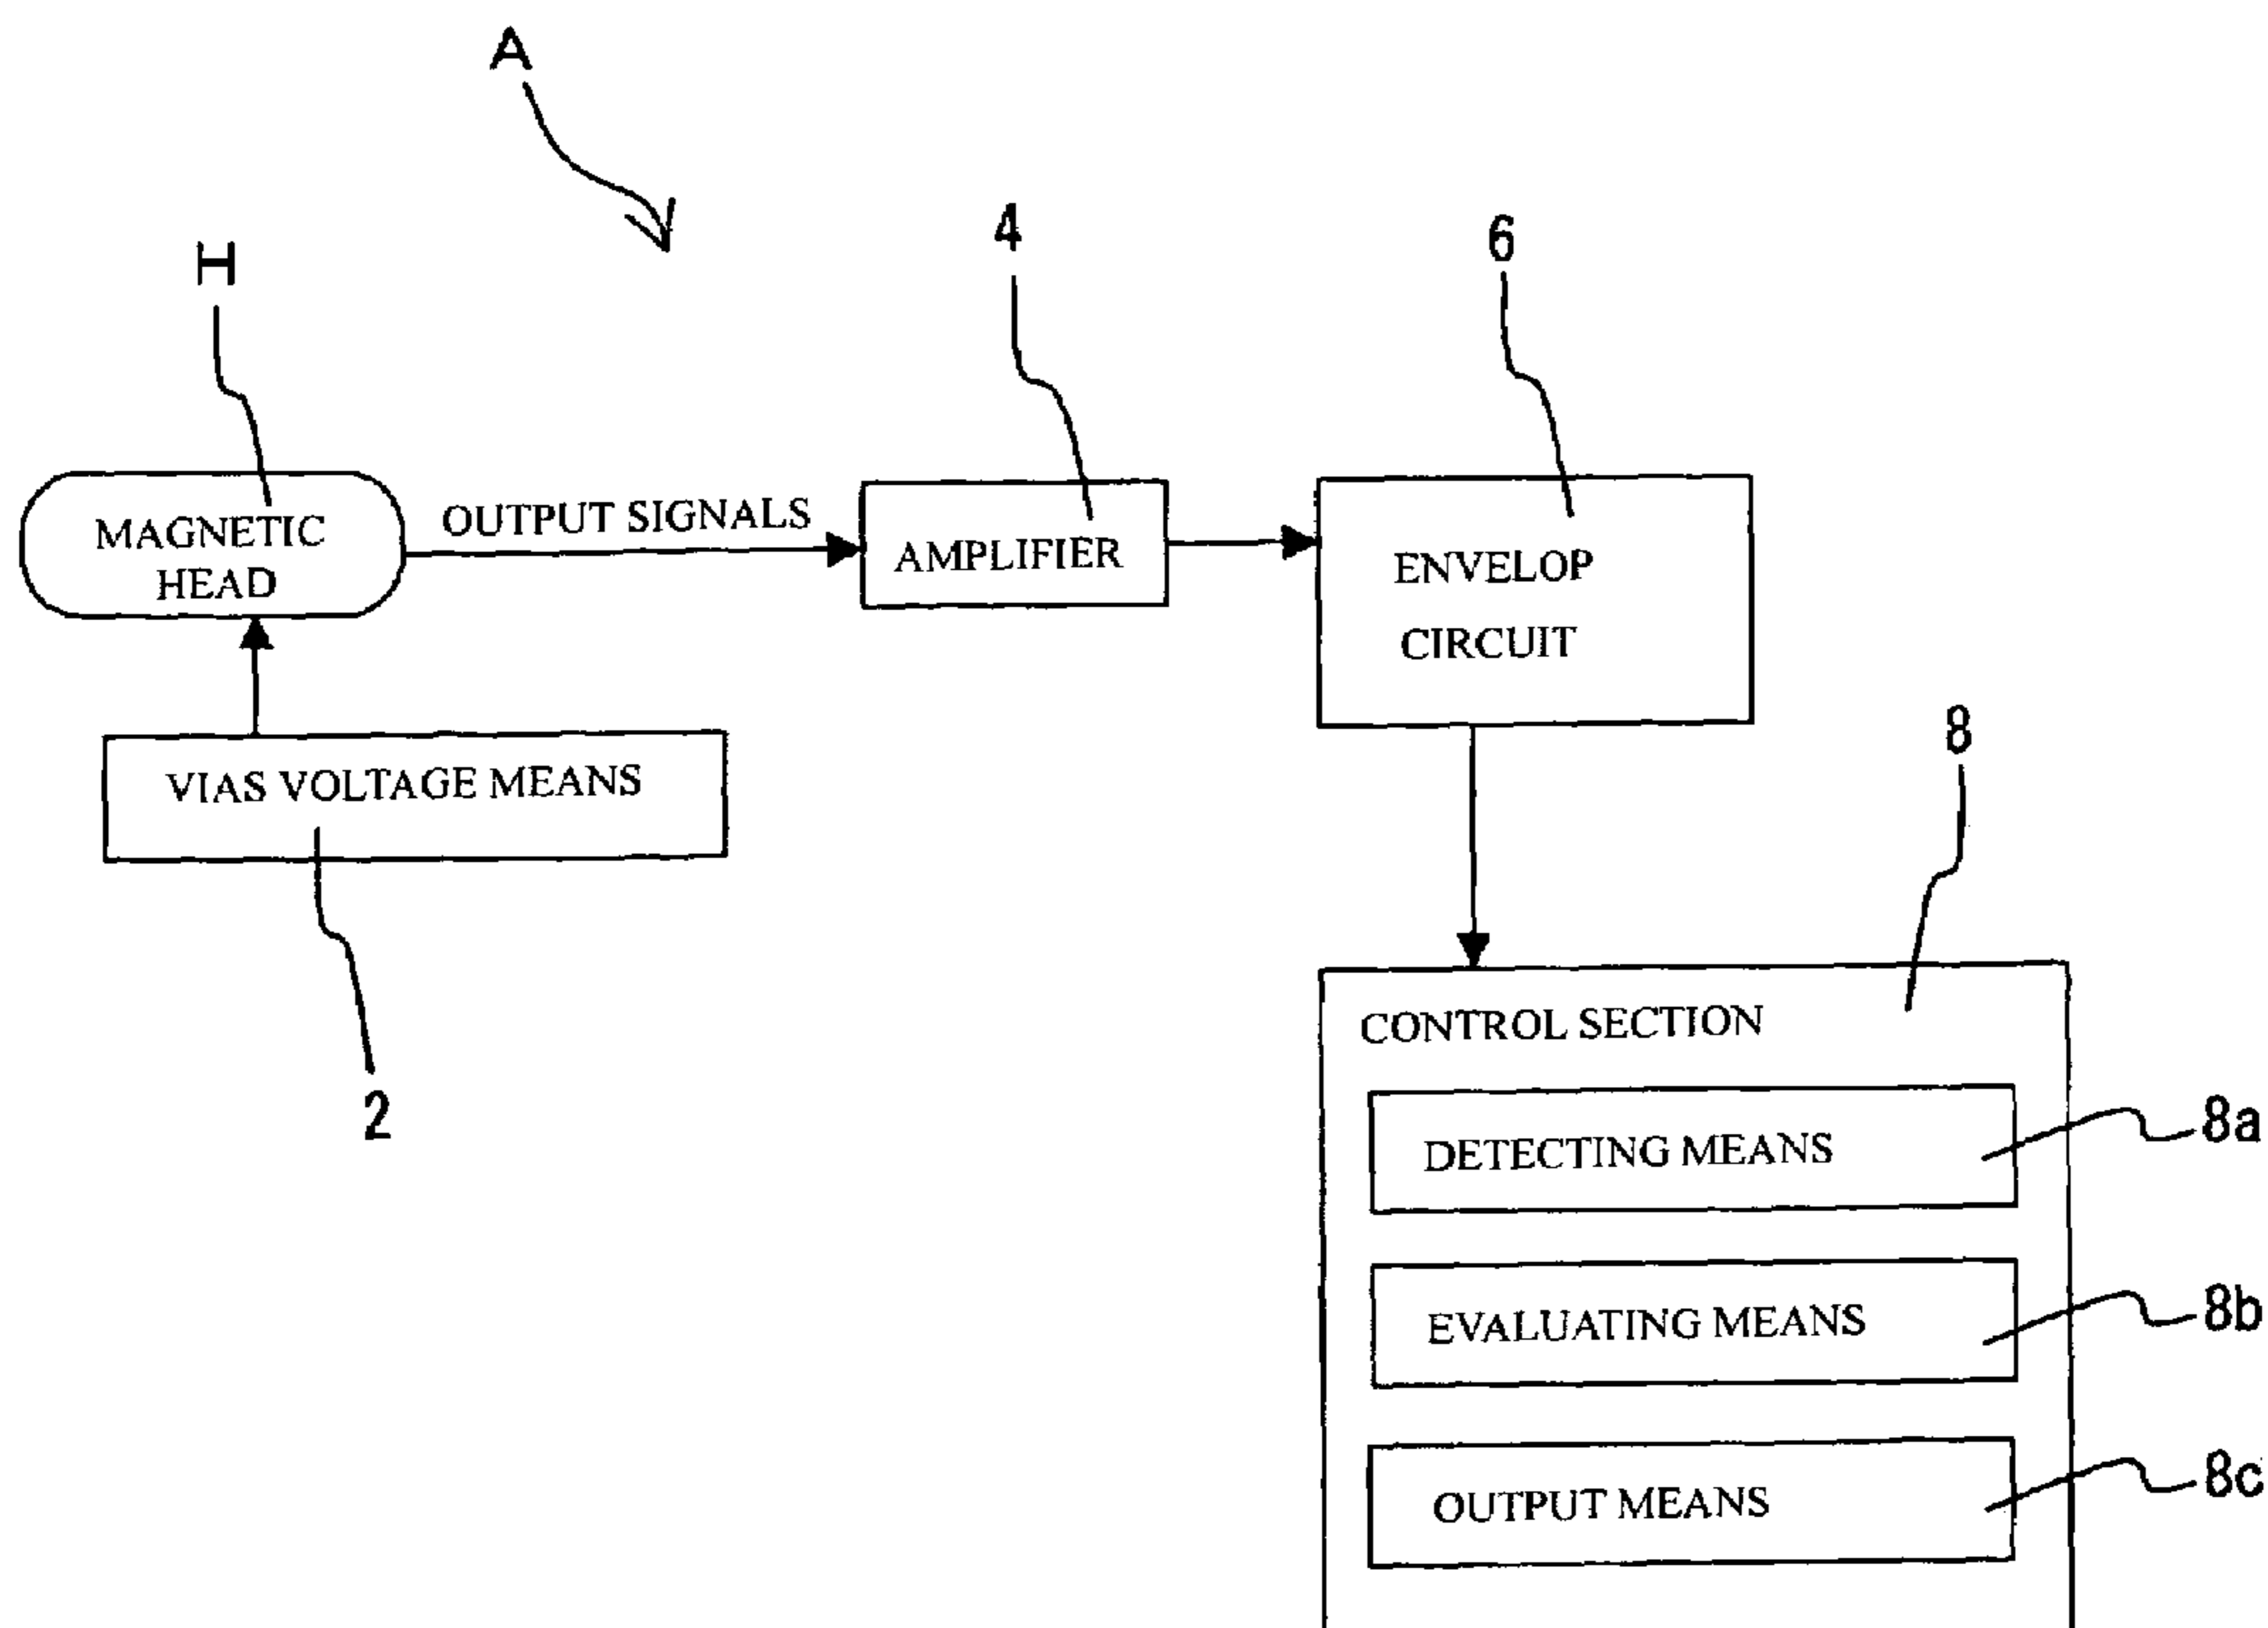 A
H
4
6
MAGNETIC
HEAD
OUTPUT SIGNALS
AMPLIFIER
ENVELOP
CIRCUIT
VIAS VOLTAGE MEANS
2
8
CONTROL SECTION
DETECTING MEANS
8a
EVALUATING MEANS
8b
OUTPUT MEANS
8c